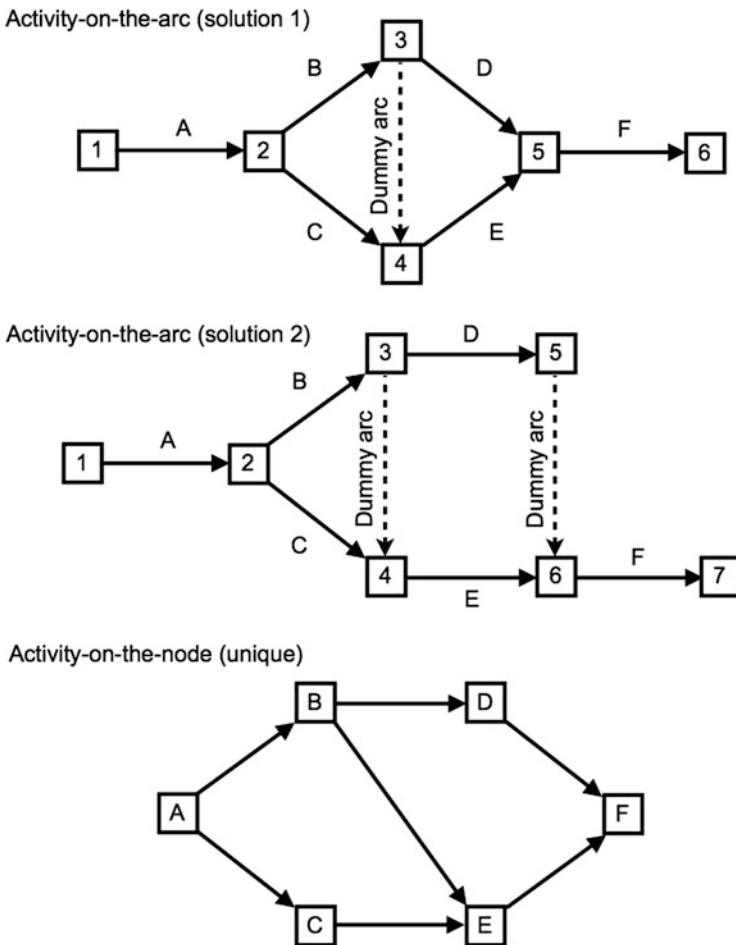 Activity-on-the-arc (solution 1)
3
B D
A F
1 2 Dummy arc 5 6
C E
4
Activity-on-the-arc (solution 2)
D
3 5
B
A
1 2 Dummy arc Dummy arc
C F
4 6 7
E
Activity-on-the-node (unique)
B D
A F
C E